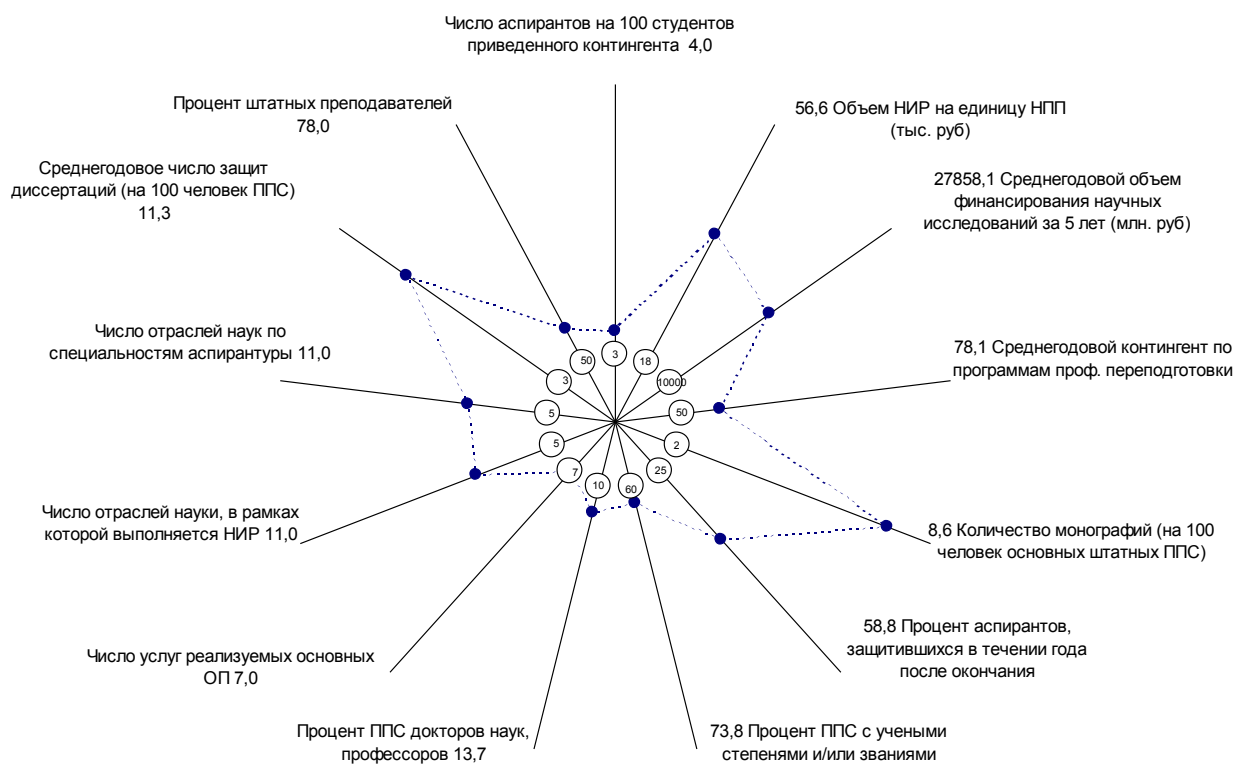 Число аспирантов на 100 студентов
приведенного контингента 4,0
56,6 Объем НИР на единицу НПП
(тыс. руб)
27858,1 Среднегодовой объем
финансирования научных
исследований за 5 лет (млн. руб)
78,1 Среднегодовой контингент по
программам проф. переподготовки
8,6 Количество монографий (на 100
человек основных штатных ППС)
58,8 Процент аспирантов,
защитившихся в течении года
после окончания
73,8 Процент ППС с учеными
степенями и/или званиями
Процент ППС докторов наук,
профессоров 13,7
Число услуг реализуемых основных
ОП 7,0
Число отраслей науки, в рамках
которой выполняется НИР 11,0
Число отраслей наук по
специальностям аспирантуры 11,0
Среднегодовое число защит
диссертаций (на 100 человек ППС)
11,3
Процент штатных преподавателей
78,0
3
18
10000
50
2
25
60
10
7
5
5
3
50